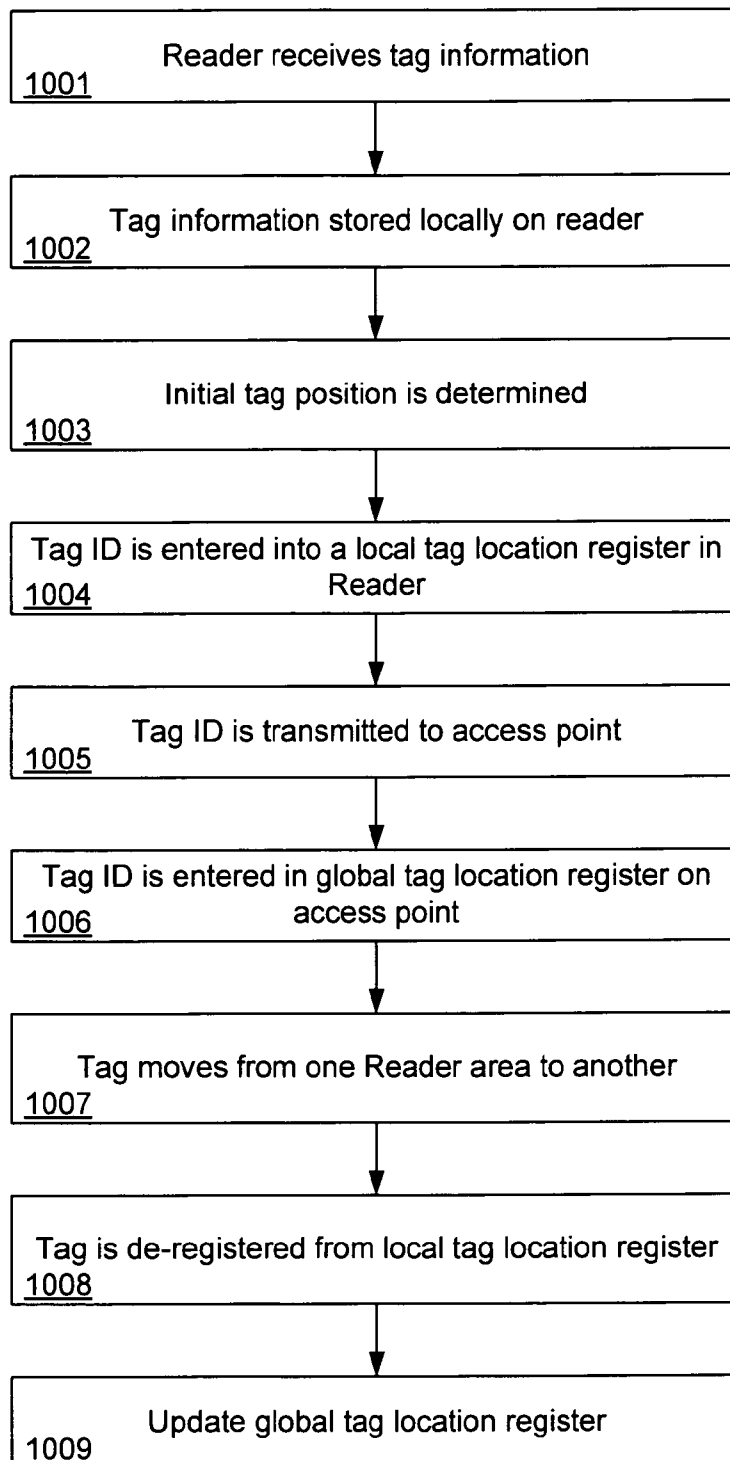 Reader receives tag information
1001
Tag information stored locally on reader
1002
Initial tag position is determined
1003
Tag ID is entered into a local tag location register in
Reader
1004
Tag ID is transmitted to access point
1005
Tag ID is entered in global tag location register on
access point
1006
Tag moves from one Reader area to another
1007
Tag is de-registered from local tag location register
1008
Update global tag location register
1009